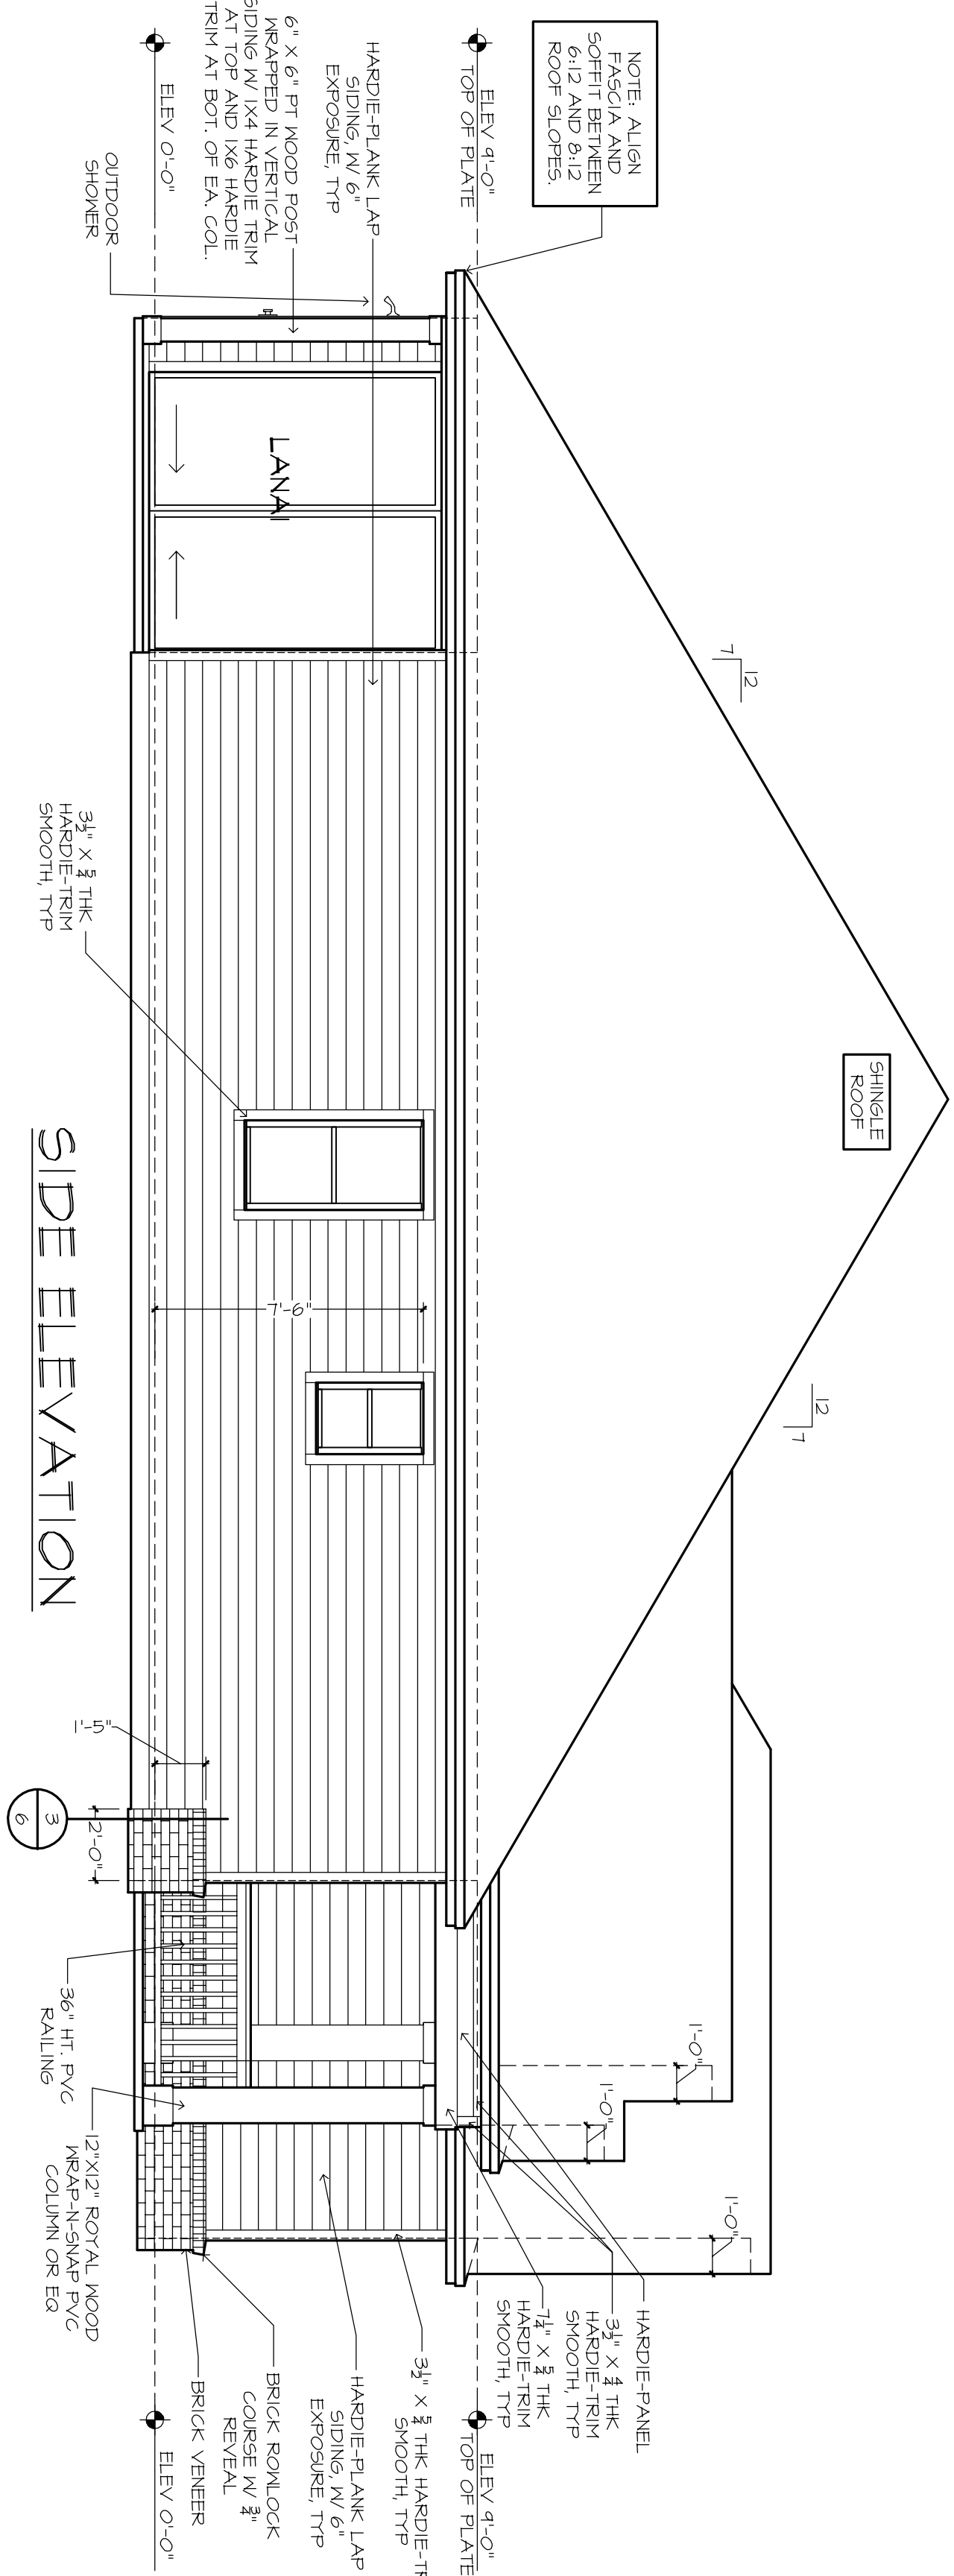 NOTE: ALIGN
FASCIA AND
SOFFIT BETWEEN
6:12 AND 8:12
ROOF SLOPES.
ELEV 9'-0"
TOP OF PLATE
HARDIE-PLANK LAP
SIDING, W/ 6"
EXPOSURE, TYP
6" X 6" PT WOOD POST
WRAPPED IN VERTICAL
SIDING W/ 1X4 HARDIE TRIM
AT TOP AND 1X6 HARDIE
TRIM AT BOT. OF EA. COL.
ELEV 0'-0"
OUTDOOR
SHOWER
LANAI
12
7
SHINGLE
ROOF
12
7
7'-6"
3½" X 5/4 THK
HARDIE-TRIM
SMOOTH, TYP
1'-5"
2'-0"
3
6
1'-0"
1'-0"
1'-0"
HARDIE-PANEL
3½" X 4/4 THK
HARDIE-TRIM
SMOOTH, TYP
7¼" X 5/4 THK
HARDIE-TRIM
SMOOTH, TYP
ELEV 9'-0"
TOP OF PLATE
3½" X 5/4 THK HARDIE-TR
SMOOTH, TYP
HARDIE-PLANK LAP
SIDING, W/ 6"
EXPOSURE, TYP
BRICK ROWLOCK
COURSE W/ ¾"
REVEAL
BRICK VENEER
ELEV 0'-0"
36" HT. PVC
RAILING
12"X12" ROYAL WOOD
WRAP-N-SNAP PVC
COLUMN OR EQ
SIDE ELEVATION